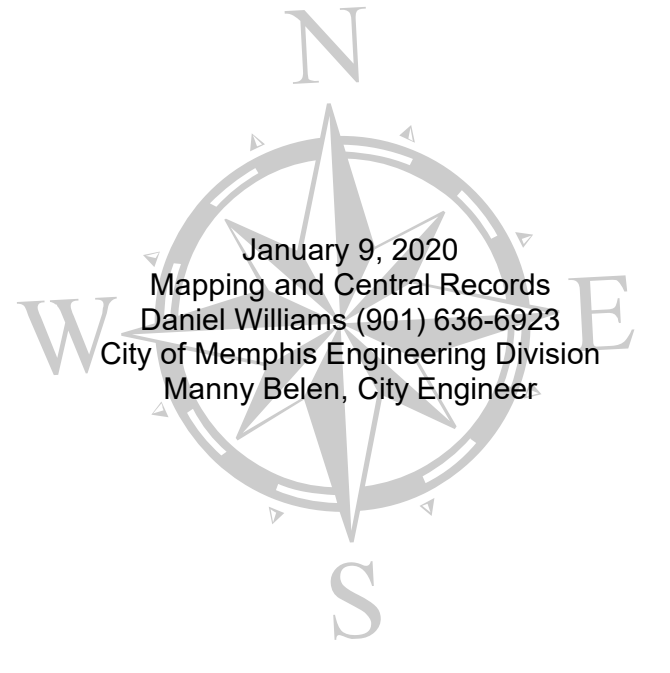 N
January 9, 2020
Mapping and Central Records
Daniel Williams (901) 636-6923
W E
City of Memphis Engineering Division
Manny Belen, City Engineer
S